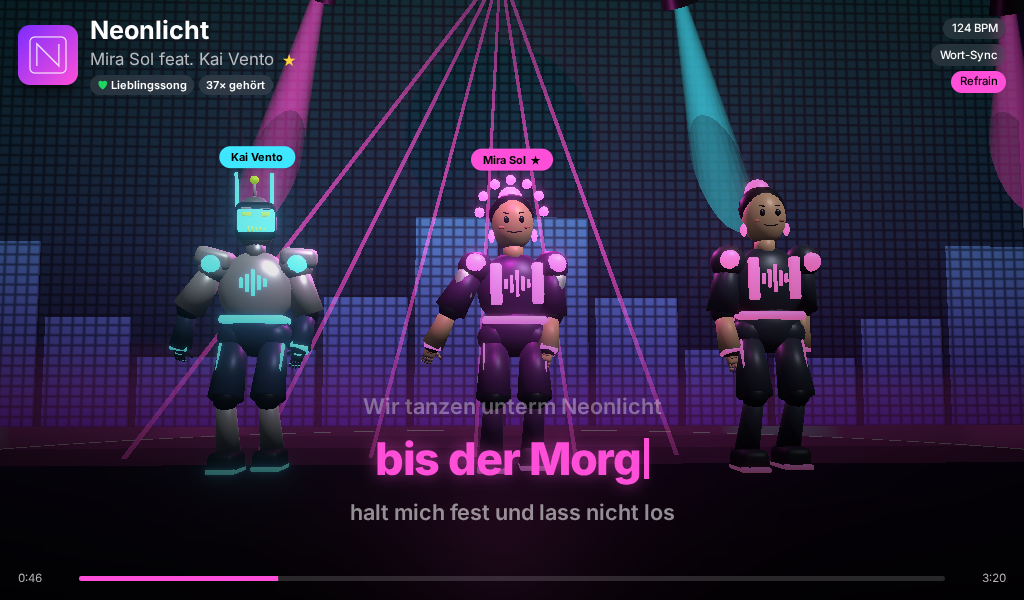 Neonlicht
Mira Sol feat. Kai Vento ★
Lieblingssong
37× gehört
124 BPM
Wort-Sync
Refrain
N
Kai Vento
Mira Sol ★
Wir tanzen unterm Neonlicht
bis der Morg
halt mich fest und lass nicht los
0:46
3:20